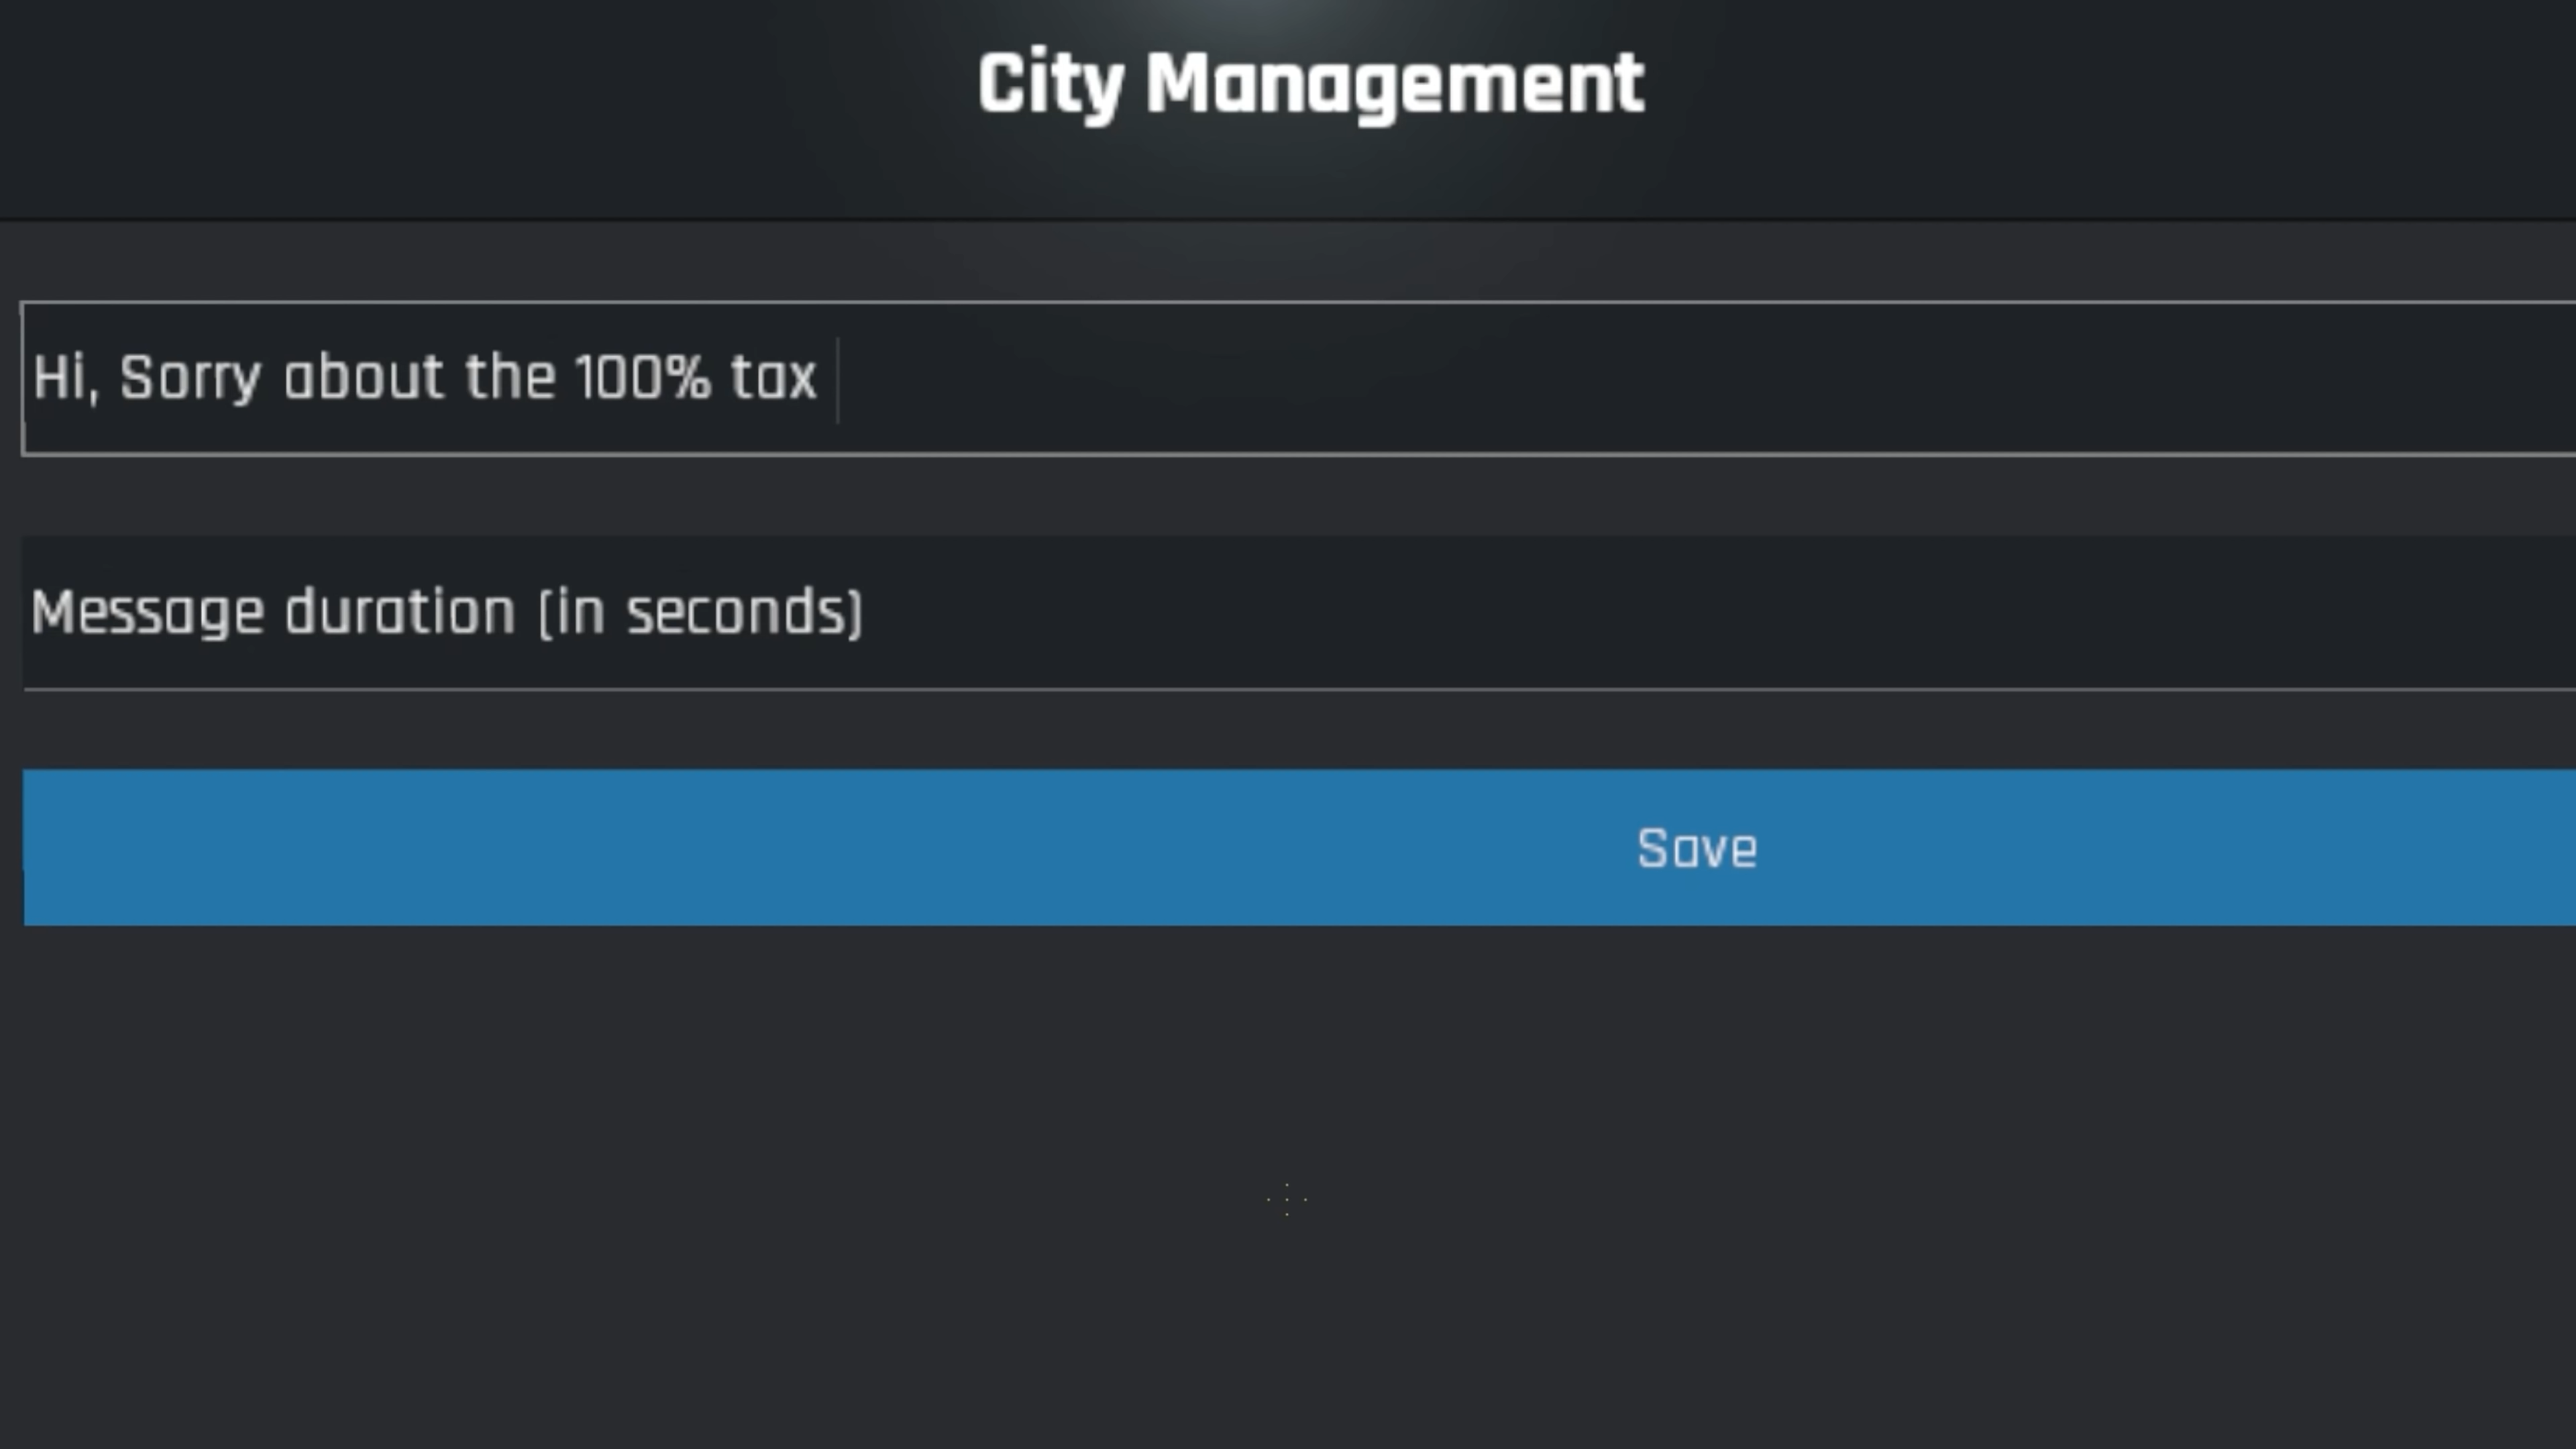 City Management
Hi, Sorry about the 100% tax
Message duration (in seconds)
Save